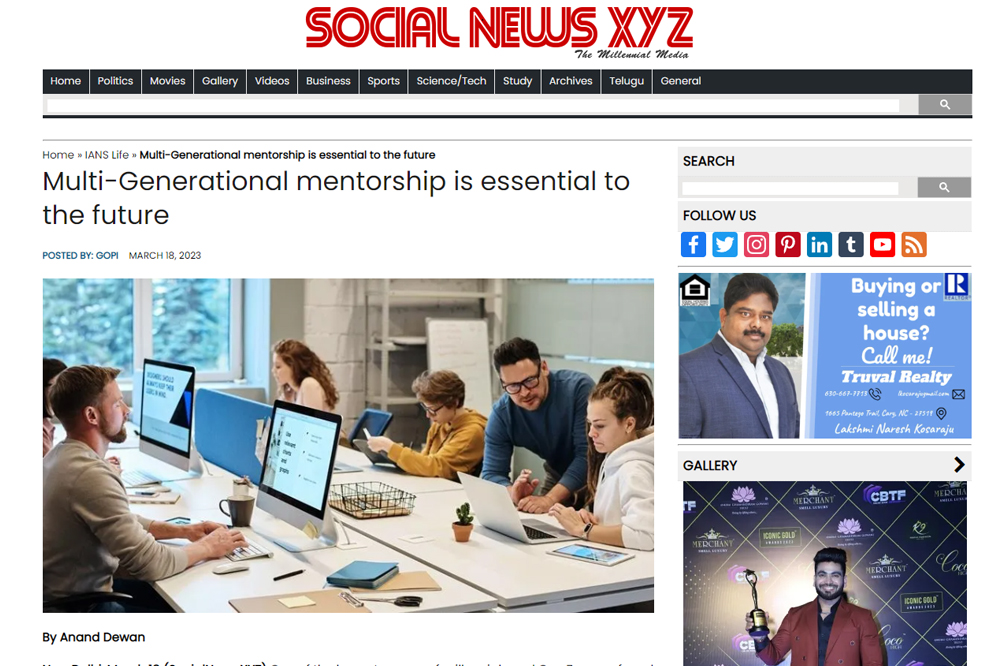 SOCIAL NEWS XYZ
The Millennial Media
Home Politics Movies Gallery Videos Business Sports Science/Tech Study Archives Telugu General
Home » IANS Life » Multi-Generational mentorship is essential to the future
Multi-Generational mentorship is essential to
the future
POSTED BY: GOPI MARCH 18, 2023
By Anand Dewan
SEARCH
FOLLOW US
Buying or
selling a
house?
Call me!
Truval Realty
Lakshmi Naresh Kosaraju
GALLERY
MERCHANT
CBTF
ICONIC GOLD
MERCHANT
ICONIC GOLD